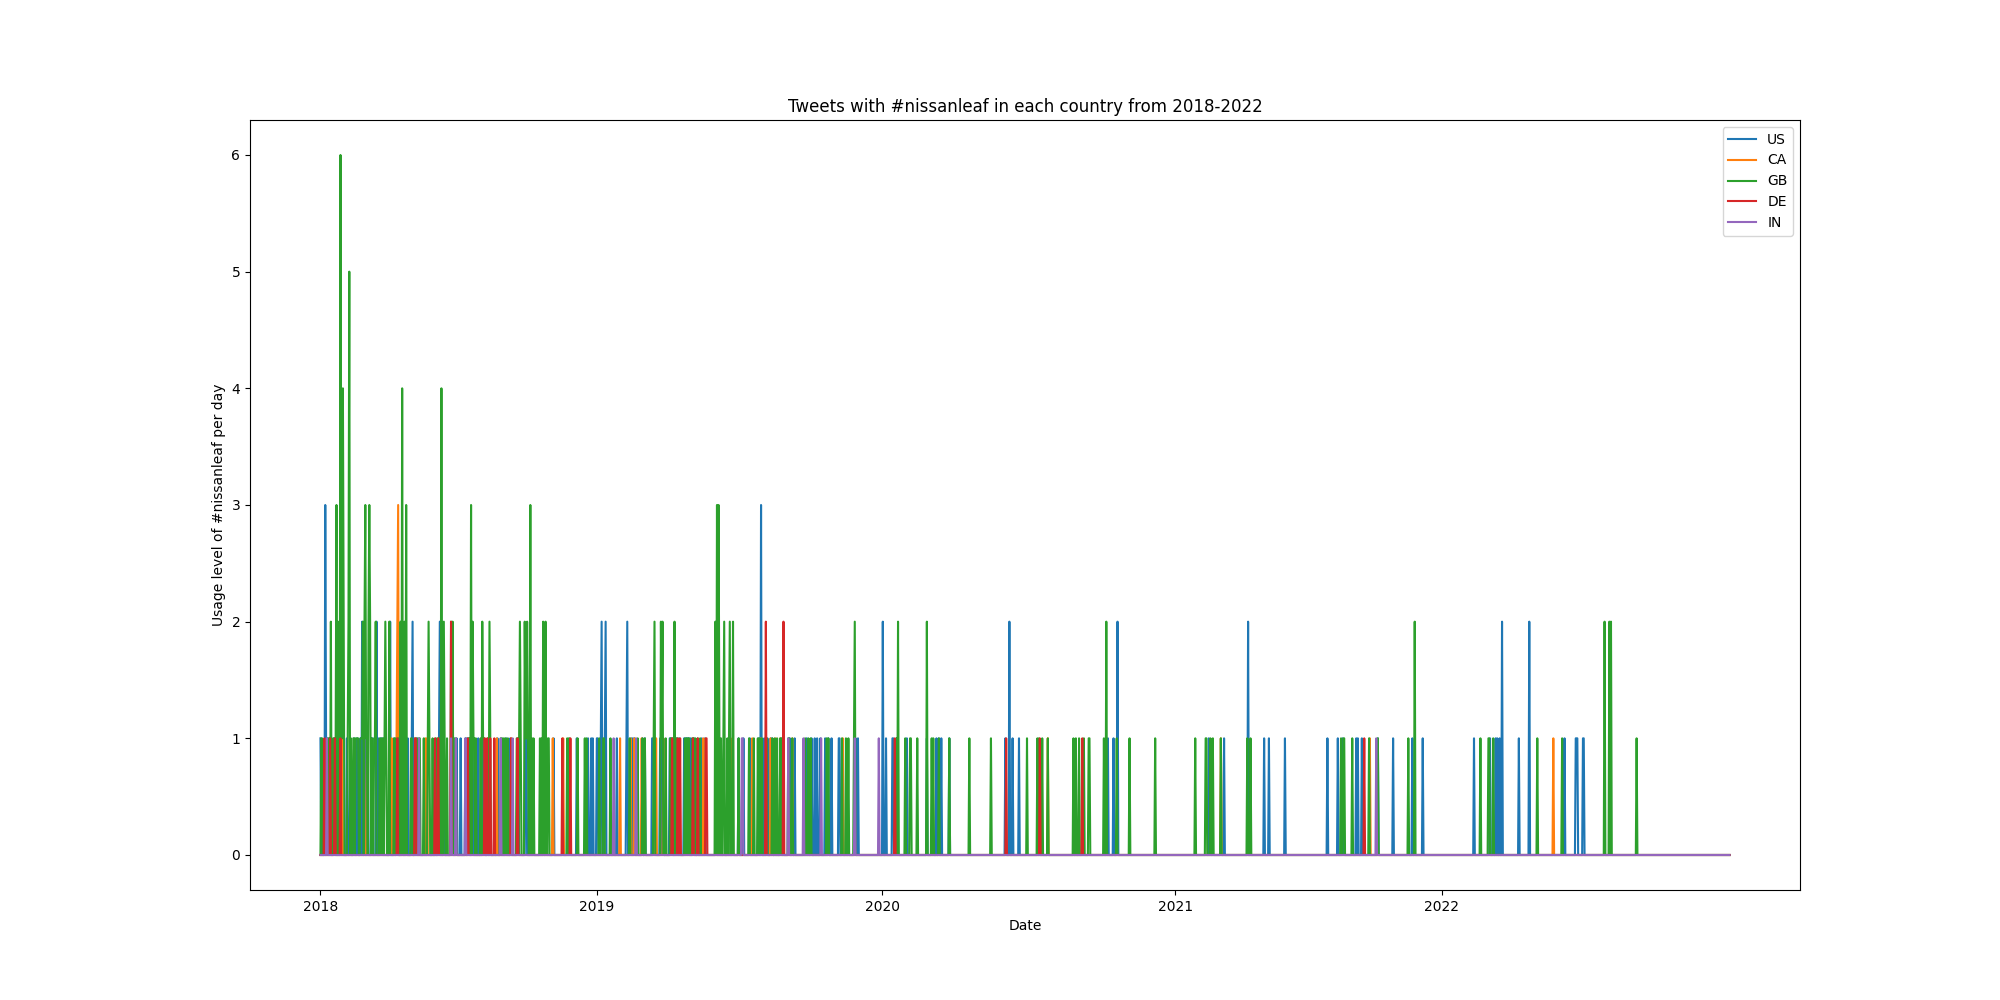 Tweets with #nissanleaf in each country from 2018-2022
US
CA
GB
DE
IN
Usage level of #nissanleaf per day
6
5
4
3
2
1
0
2018
2019
2020
2021
2022
Date